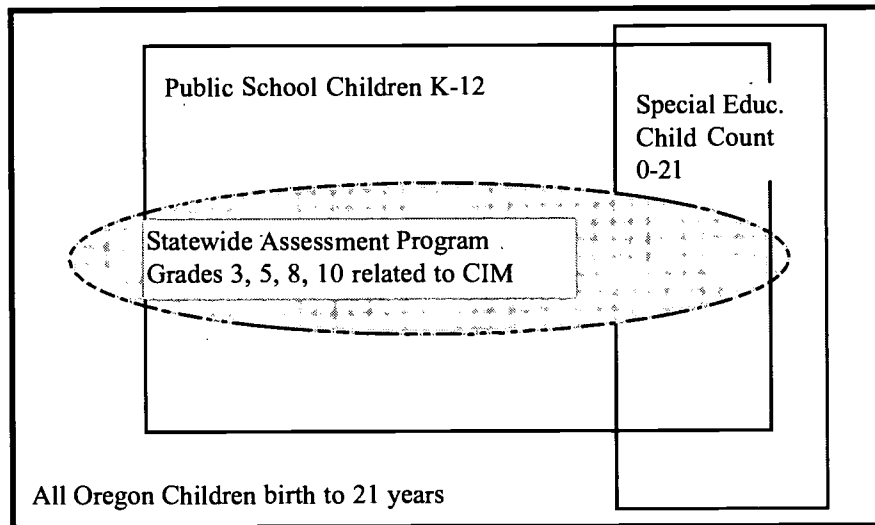 Public School Children K-12
Special Educ.
Child Count
0-21
Statewide Assessment Program
Grades 3, 5, 8, 10 related to CIM
All Oregon Children birth to 21 years